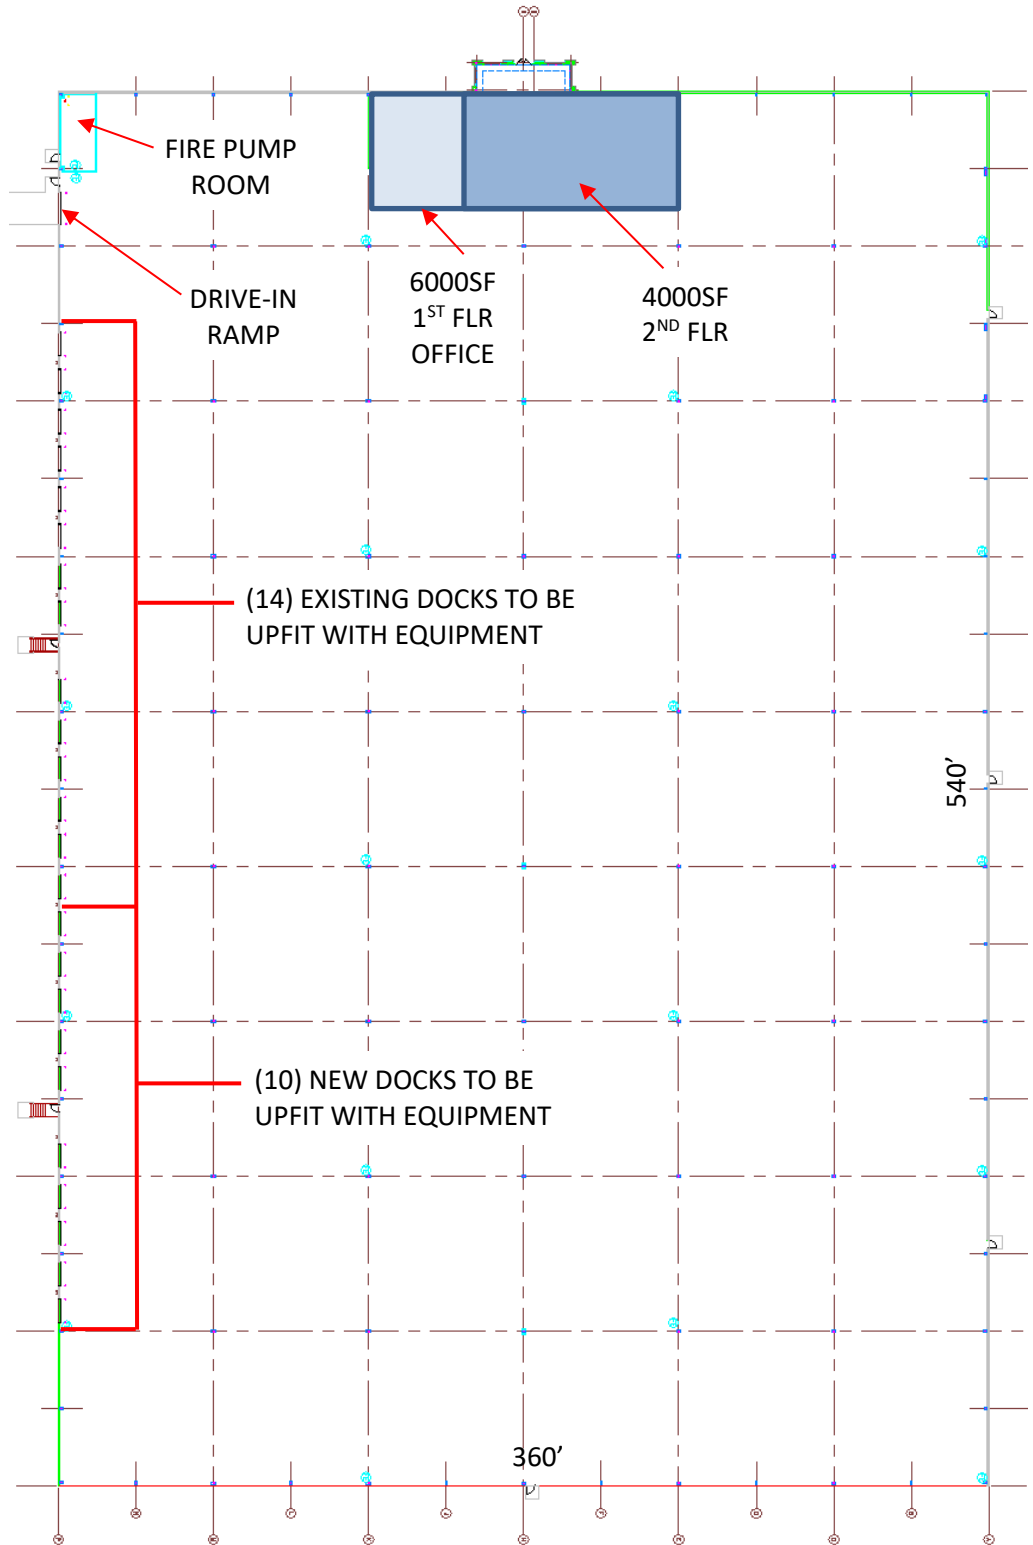 FIRE PUMP
ROOM
DRIVE-IN
RAMP
6000SF
1ST FLR
OFFICE
4000SF
2ND FLR
(14) EXISTING DOCKS TO BE
UPFIT WITH EQUIPMENT
540’
(10) NEW DOCKS TO BE
UPFIT WITH EQUIPMENT
360’